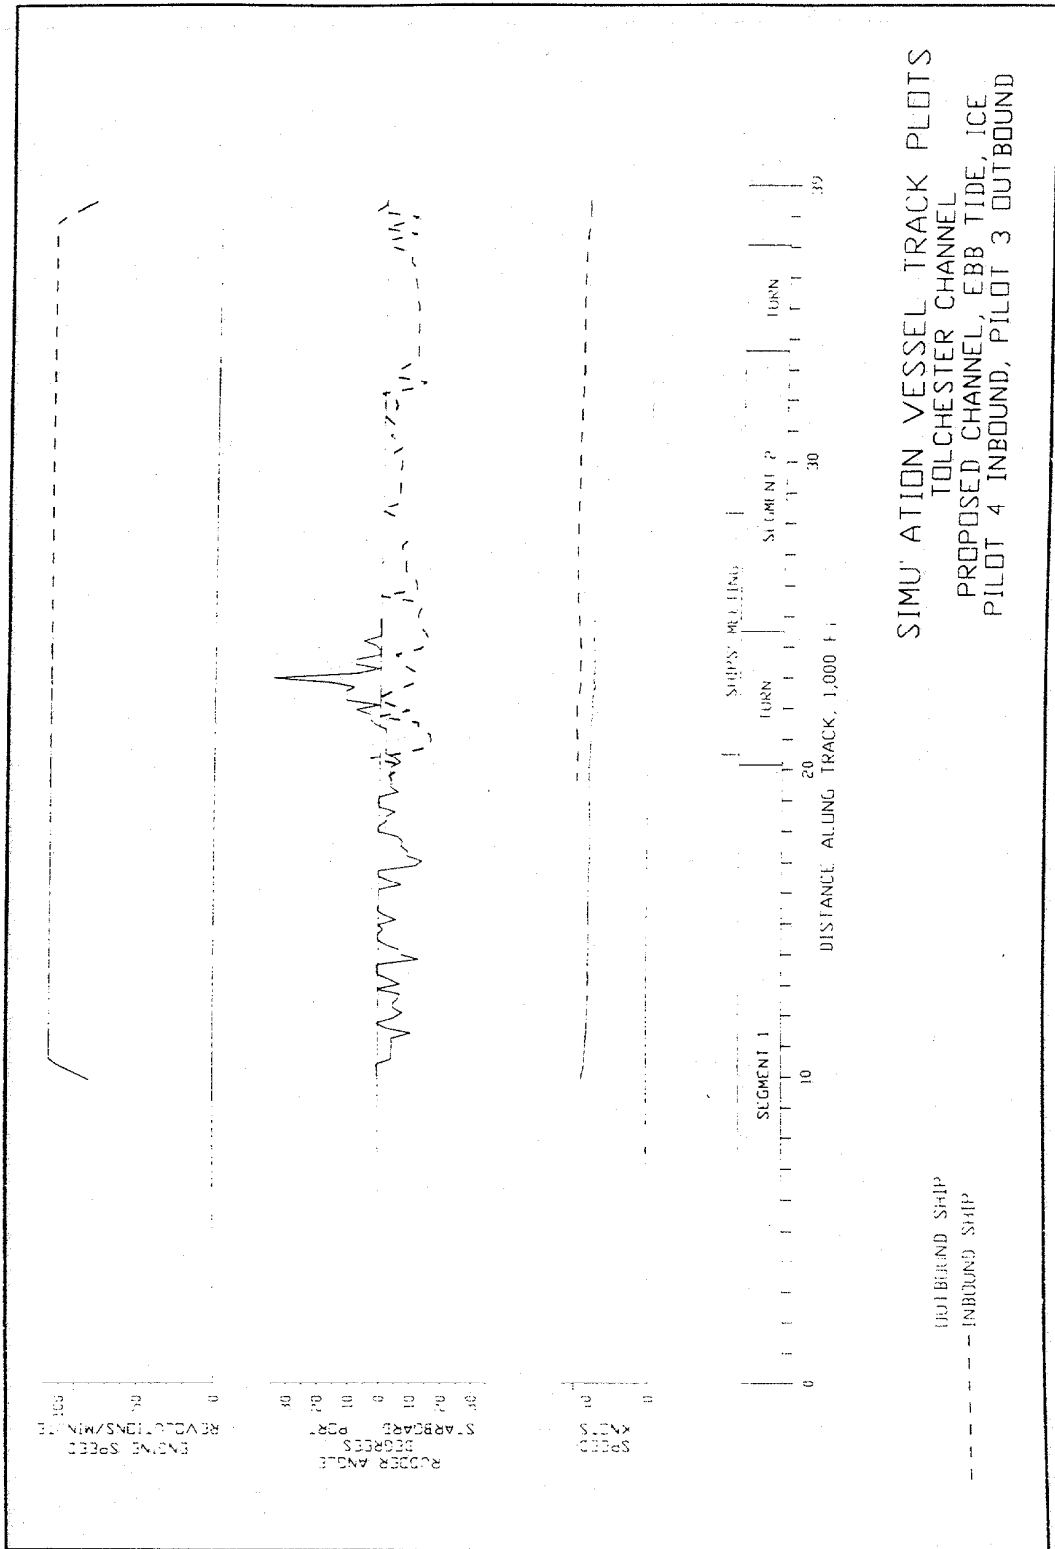 ENGINE SPEED
REVOLUTIONS/MINUTE
100
50
0
RUDDER ANGLE
DEGREES
STARBOARD PORT
30
20
10
0
10
20
30
SPEED
KNOTS
10
0
SHIPS' MEETING
SEGMENT 1
TURN
SEGMENT 2
TURN
0
10
20
30
39
DISTANCE ALONG TRACK, 1,000 FT
SIMU' ATION VESSEL TRACK PLOTS
TOLCHESTER CHANNEL
PROPOSED CHANNEL, EBB TIDE, ICE
PILOT 4 INBOUND, PILOT 3 OUTBOUND
OUTBOUND SHIP
INBOUND SHIP